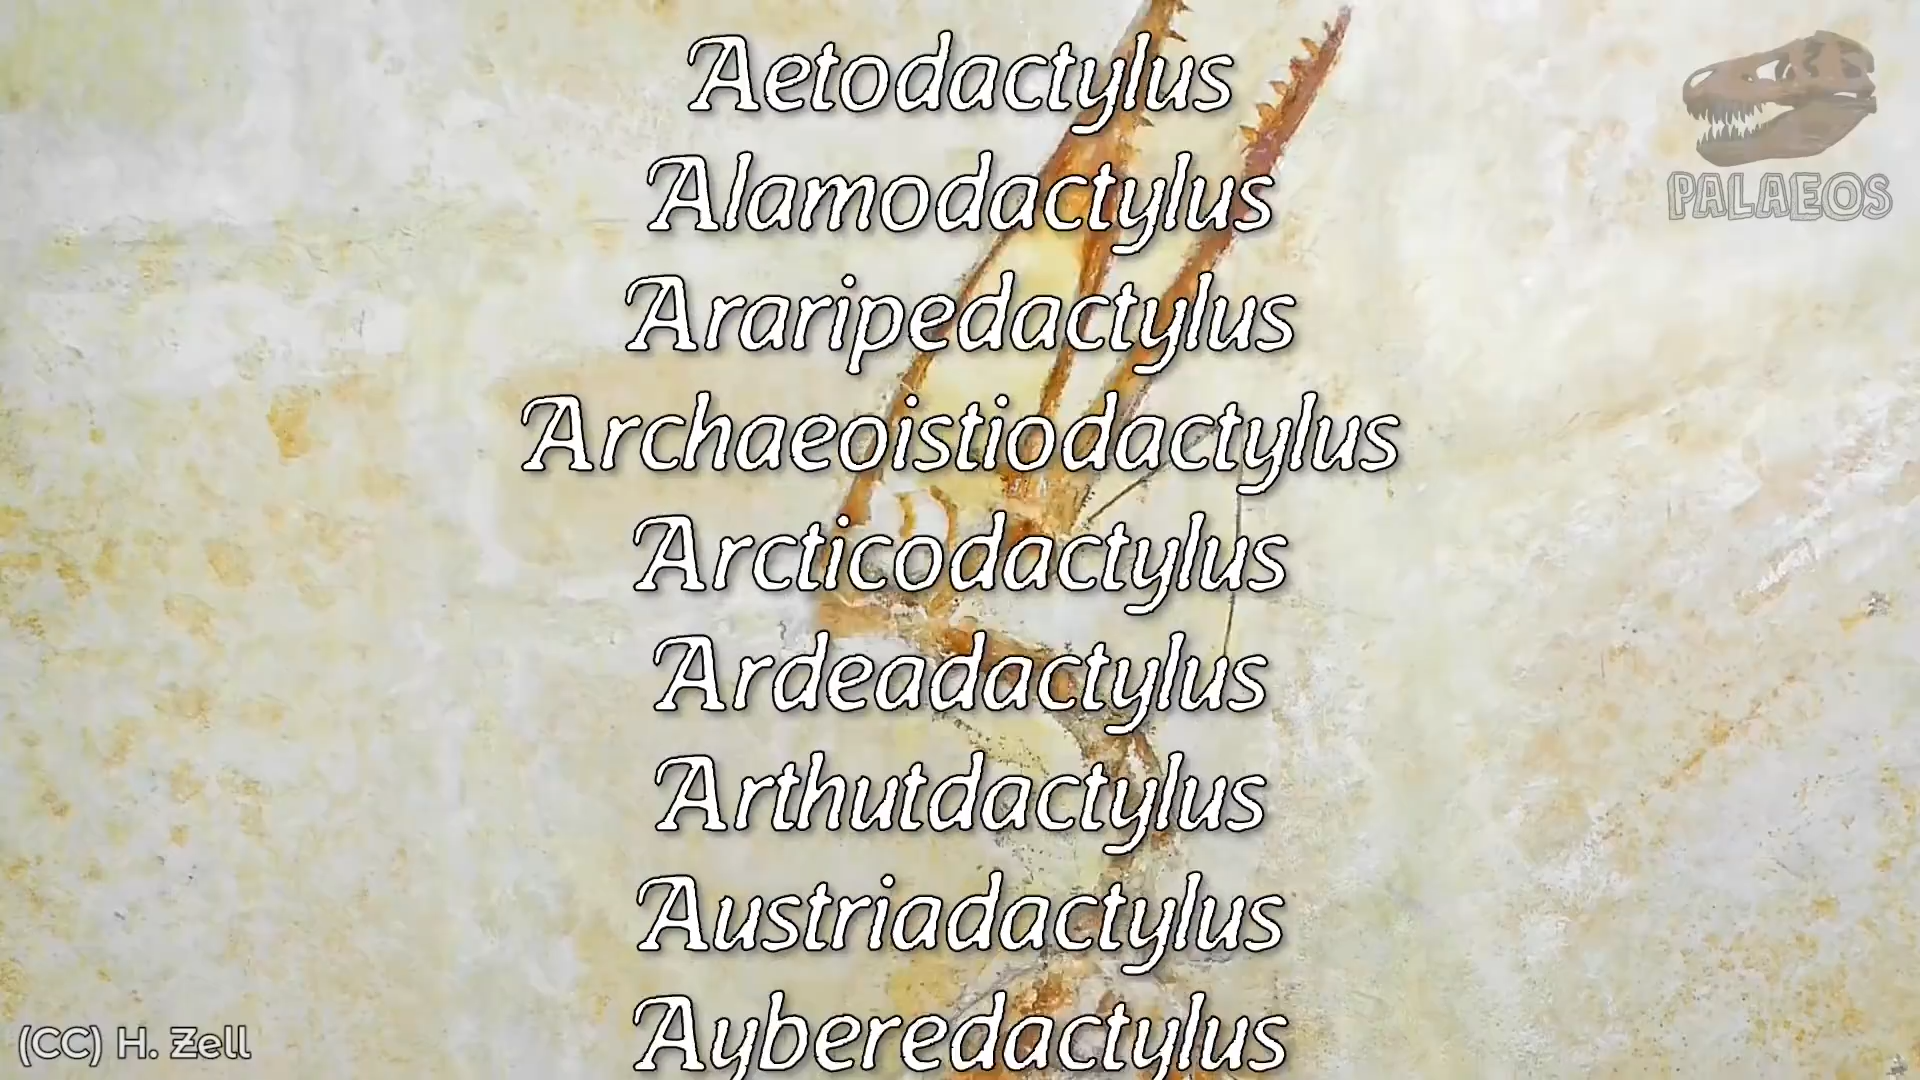 Aetodactylus
Alamodactylus
Araripedactylus
Archaeoistiodactylus
Arcticodactylus
Ardeadactylus
Arthutdactylus
Austriadactylus
Ayberedactylus
PALAEOS
(CC) H. Zell